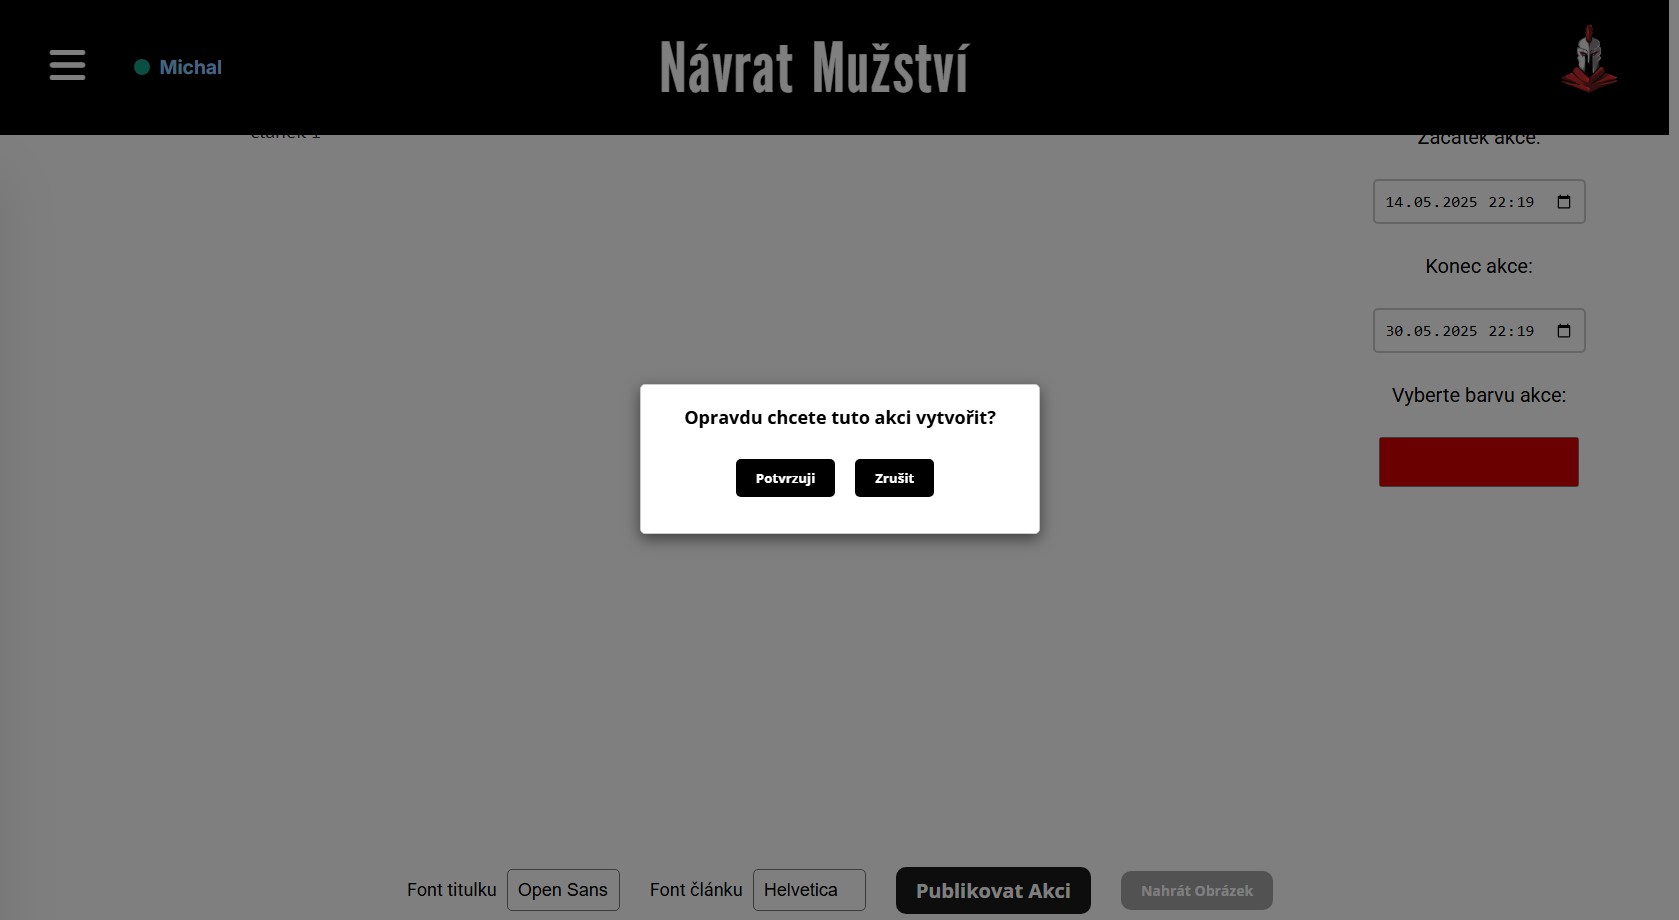 Michal
Návrat Mužství
článek 1
Začátek akce:
14.05.2025 22:19
Konec akce:
30.05.2025 22:19
Vyberte barvu akce:
Opravdu chcete tuto akci vytvořit?
Potvrzuji
Zrušit
Font titulku
Open Sans
Font článku
Helvetica
Publikovat Akci
Nahrát Obrázek